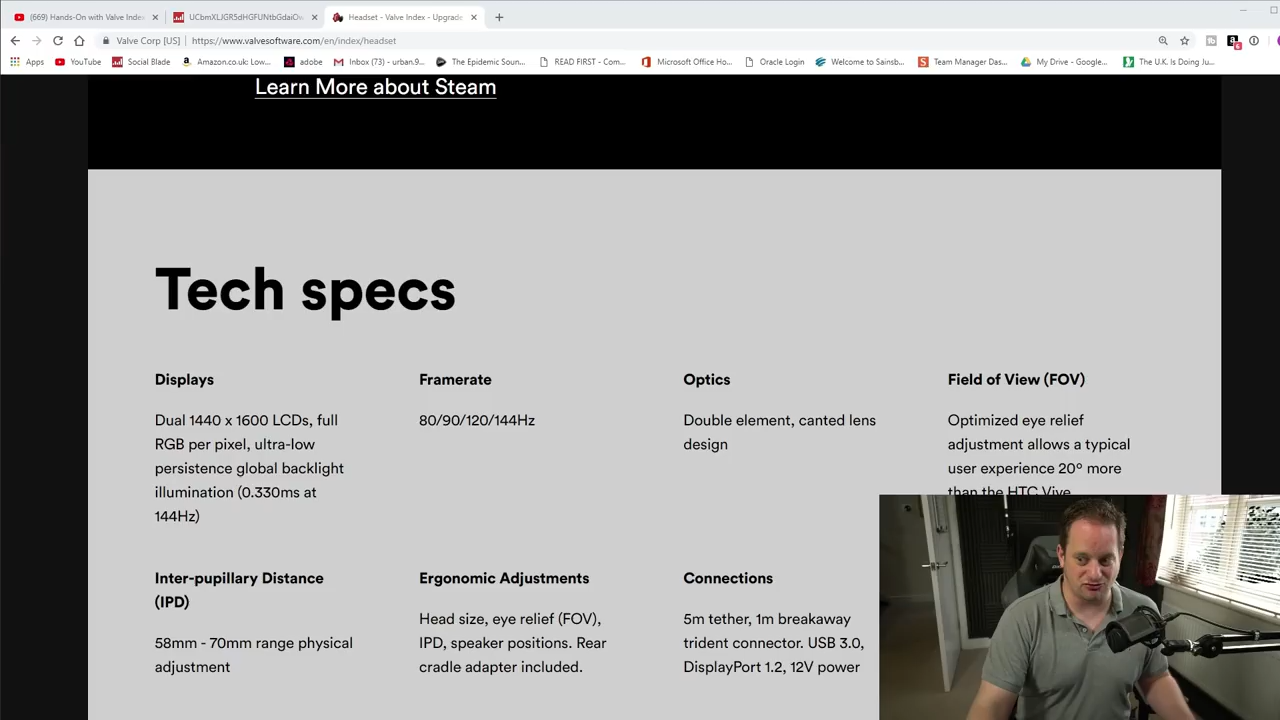 (669) Hands-On with Valve Index
UCbmXLJGR5dHGFUNtbGdaiOw
Headset - Valve Index - Upgrade
Valve Corp [US]
https://www.valvesoftware.com/en/index/headset
Apps
YouTube
Social Blade
Amazon.co.uk: Low...
adobe
Inbox (73) - urban.9...
The Epidemic Soun...
READ FIRST - Com...
Microsoft Office Ho...
Oracle Login
Welcome to Sainsb...
Team Manager Das...
My Drive - Google...
The U.K. Is Doing Ju...
Learn More about Steam
Tech specs
Displays
Dual 1440 x 1600 LCDs, full
RGB per pixel, ultra-low
persistence global backlight
illumination (0.330ms at
144Hz)
Framerate
80/90/120/144Hz
Optics
Double element, canted lens
design
Field of View (FOV)
Optimized eye relief
adjustment allows a typical
user experience 20º more
than the HTC Vive
Inter-pupillary Distance
(IPD)
58mm - 70mm range physical
adjustment
Ergonomic Adjustments
Head size, eye relief (FOV),
IPD, speaker positions. Rear
cradle adapter included.
Connections
5m tether, 1m breakaway
trident connector. USB 3.0,
DisplayPort 1.2, 12V power